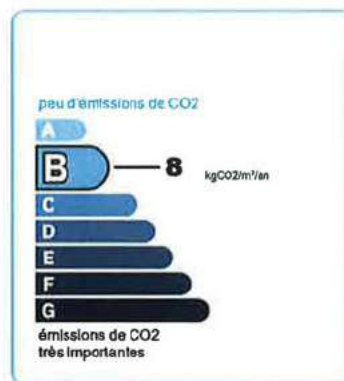 peu d'émissions de CO2
A
B 8 kgCO2/m²/an
C
D
E
F
G
émissions de CO2
très importantes